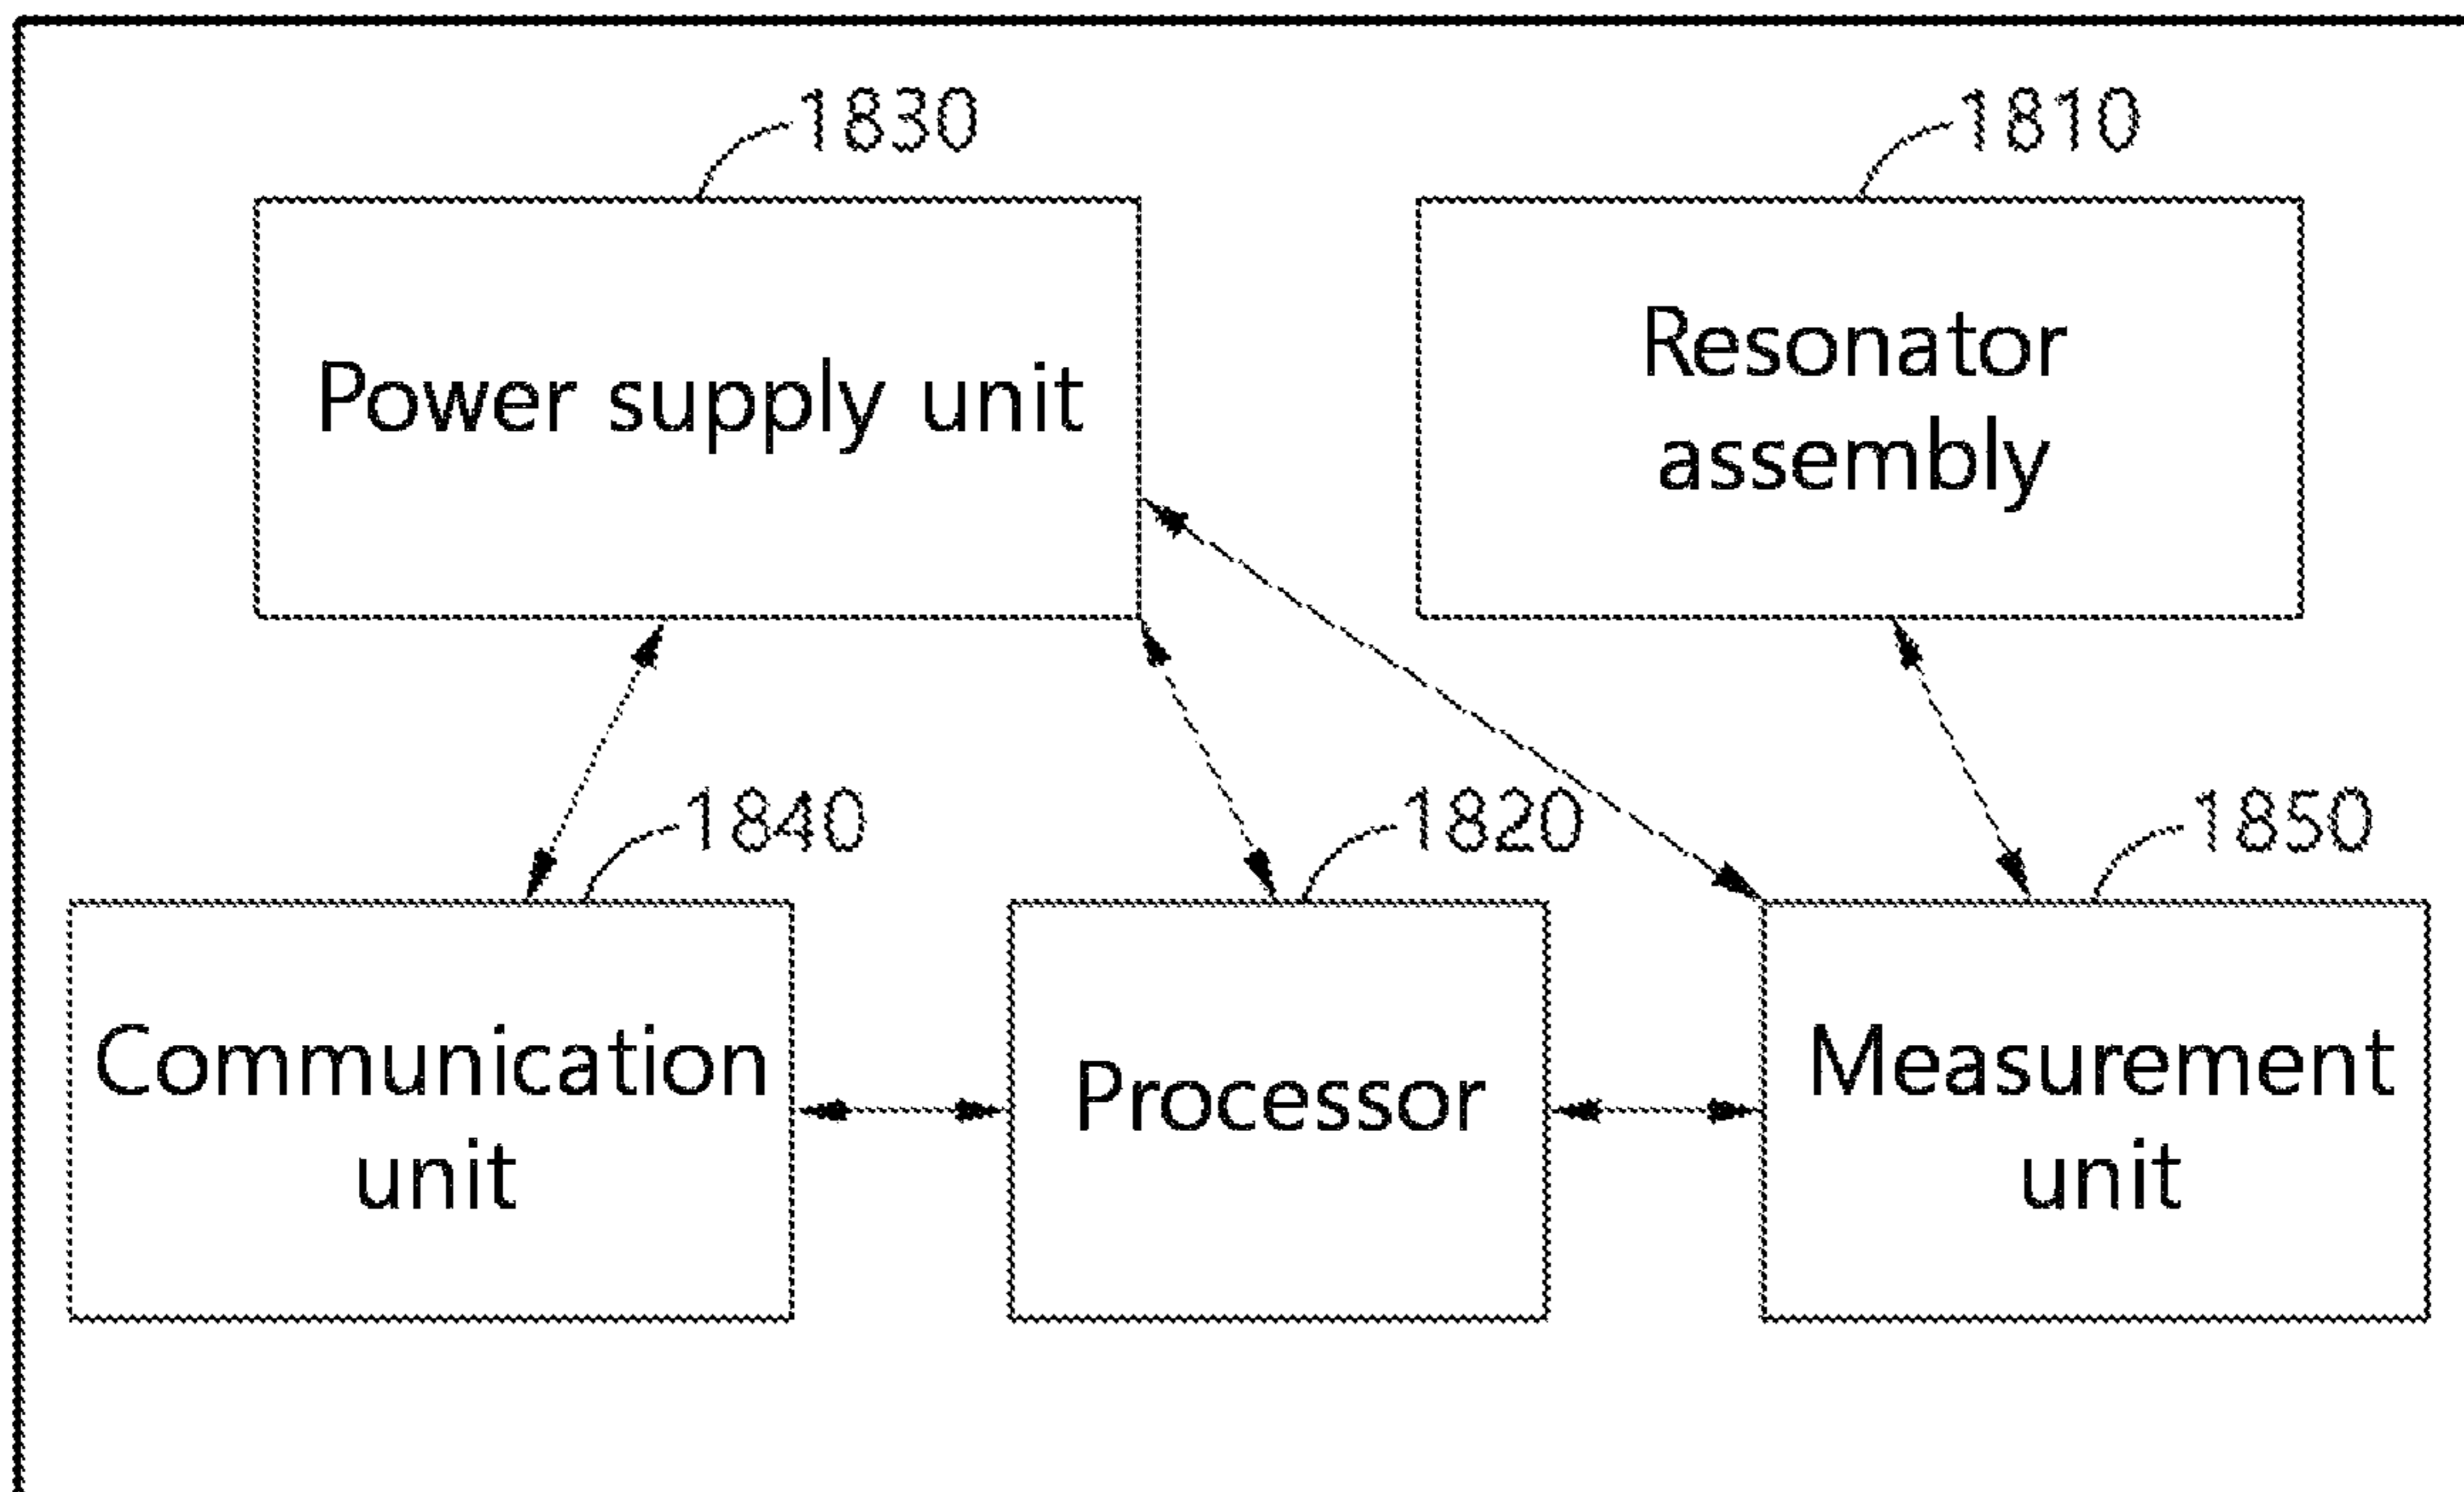 1830
1810
Power supply unit
Resonator
assembly
1840
1820
1850
Communication
unit
Processor
Measurement
unit